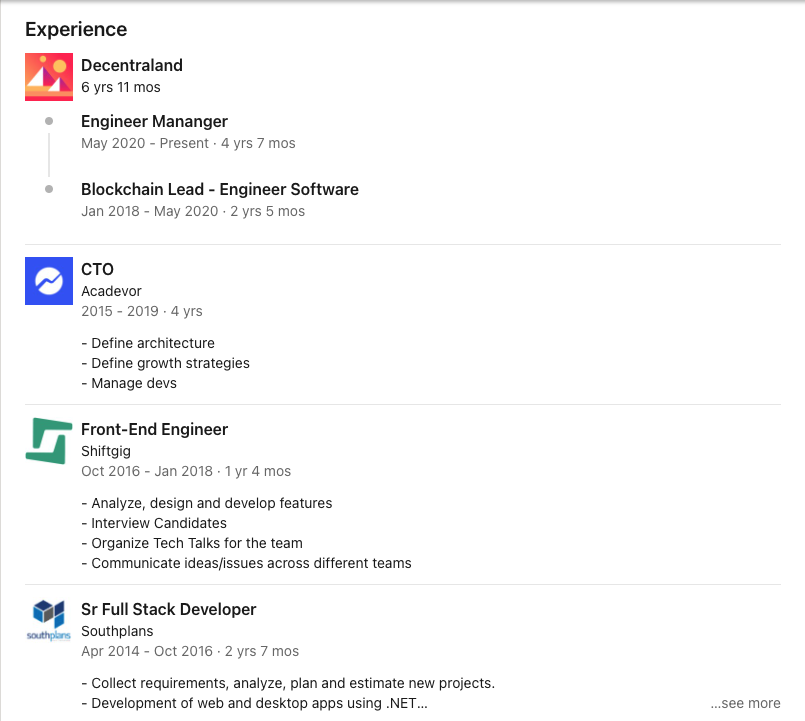 Experience
Decentraland
6 yrs 11 mos
Engineer Mananger
May 2020 - Present · 4 yrs 7 mos
Blockchain Lead - Engineer Software
Jan 2018 - May 2020 · 2 yrs 5 mos
CTO
Acadevor
2015 - 2019 · 4 yrs
- Define architecture
- Define growth strategies
- Manage devs
Front-End Engineer
Shiftgig
Oct 2016 - Jan 2018 · 1 yr 4 mos
- Analyze, design and develop features
- Interview Candidates
- Organize Tech Talks for the team
- Communicate ideas/issues across different teams
southplans
Sr Full Stack Developer
Southplans
Apr 2014 - Oct 2016 · 2 yrs 7 mos
- Collect requirements, analyze, plan and estimate new projects.
- Development of web and desktop apps using .NET… …see more